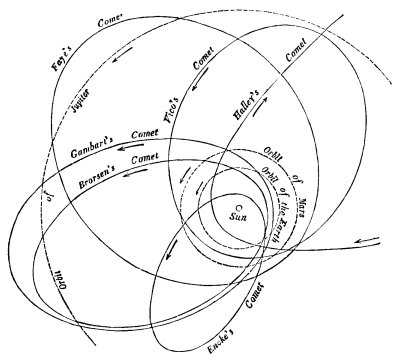 Faye's Comet
Jupiter
Vico's Comet
Halley's Comet
Gambart's Comet
Brorsen's Comet
Orbit of Mars
Orbit of the Earth
Sun
Orbit of
Encke's Comet